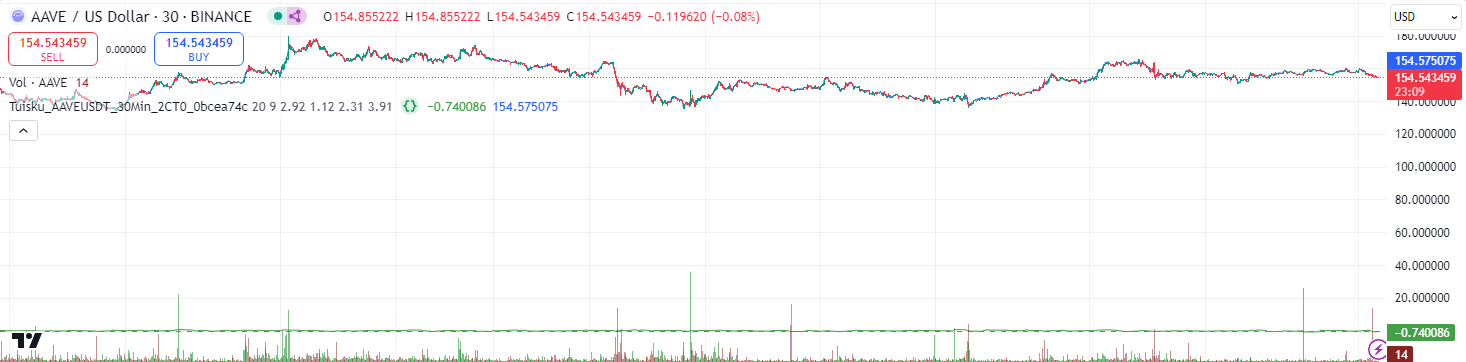 AAVE / US Dollar · 30 · BINANCE O154.855222 H154.855222 L154.543459 C154.543459 −0.119620 (−0.08%)
USD
154.543459 SELL
0.000000
154.543459 BUY
Vol · AAVE 14
Tuisku_AAVEUSDT_30Min_2CT0_0bcea74c 20 9 2.92 1.12 2.31 3.91 {} −0.740086 154.575075
160.000000
154.575075
154.543459
23:09
140.000000
120.000000
100.000000
80.000000
60.000000
40.000000
20.000000
−0.740086
14